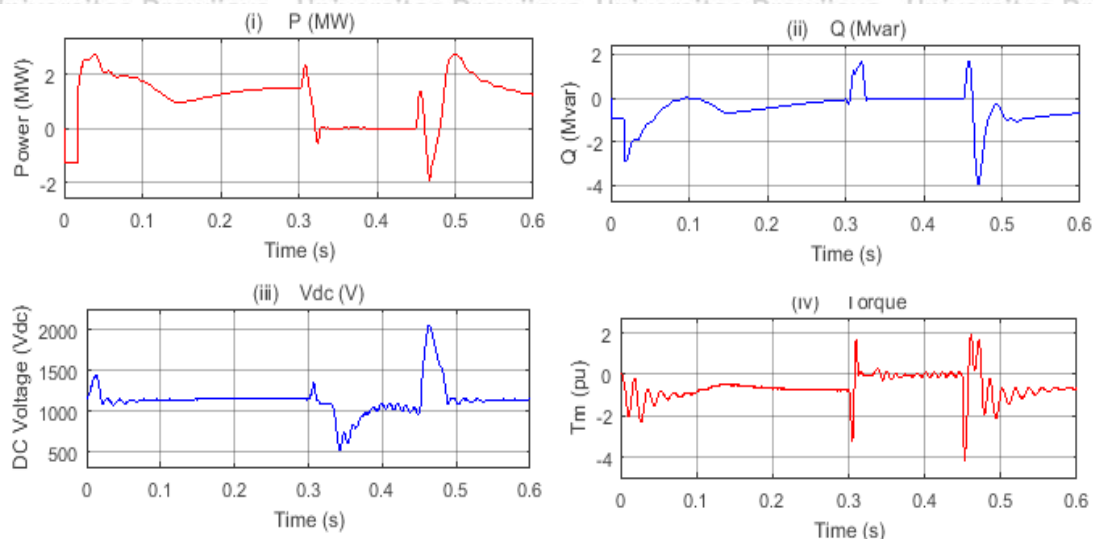 (i) P (MW)
Power (MW)
2
0
-2
0 0.1 0.2 0.3 0.4 0.5 0.6
Time (s)
(ii) Q (Mvar)
Q (Mvar)
2
0
-2
-4
0 0.1 0.2 0.3 0.4 0.5 0.6
Time (s)
(iii) Vdc (V)
DC Voltage (Vdc)
2000
1500
1000
500
0 0.1 0.2 0.3 0.4 0.5 0.6
Time (s)
(iv) Torque
Tm (pu)
2
0
-2
-4
0 0.1 0.2 0.3 0.4 0.5 0.6
Time (s)